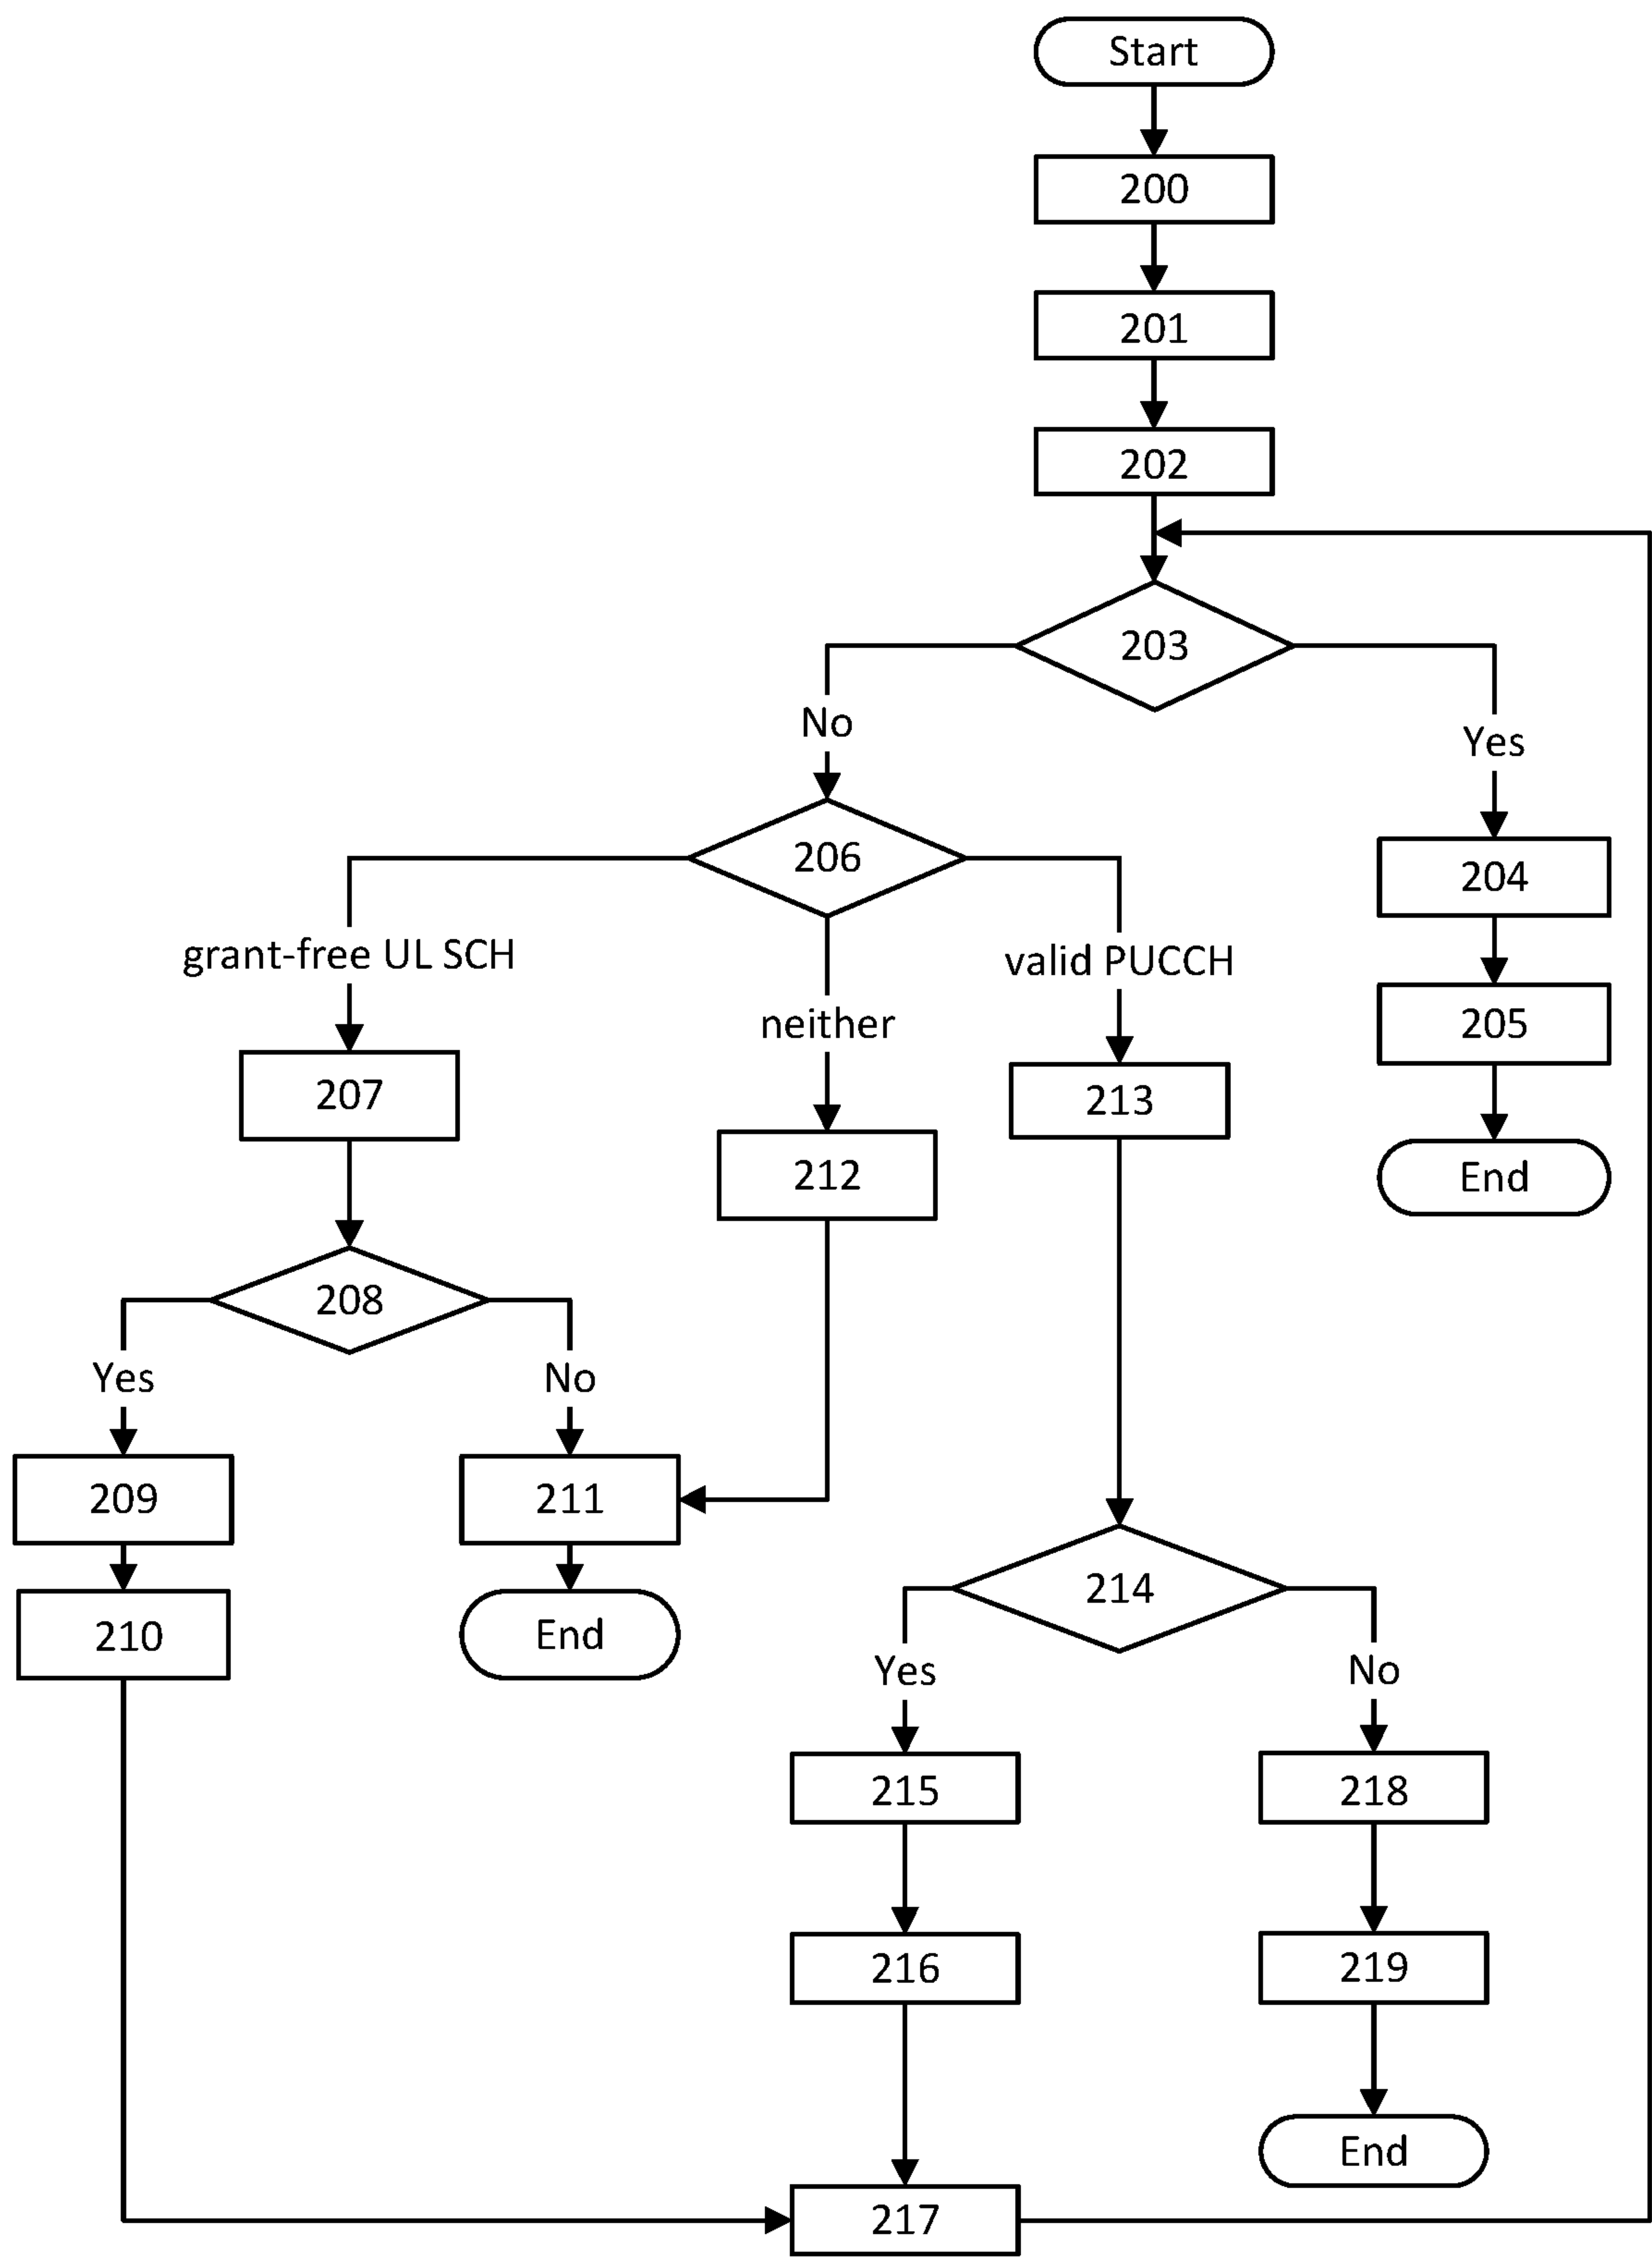 Start
200
201
202
203
No
Yes
206
204
grant-free UL SCH
valid PUCCH
neither
205
207
213
212
End
208
Yes
No
209
211
214
210
End
Yes
No
215
218
216
219
End
217